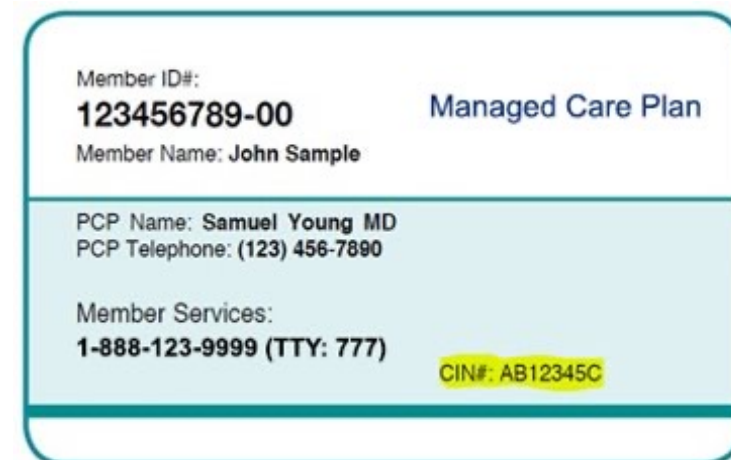 Member ID#:
123456789-00
Managed Care Plan
Member Name: John Sample
PCP Name: Samuel Young MD
PCP Telephone: (123) 456-7890
Member Services:
1-888-123-9999 (TTY: 777)
CIN#: AB12345C